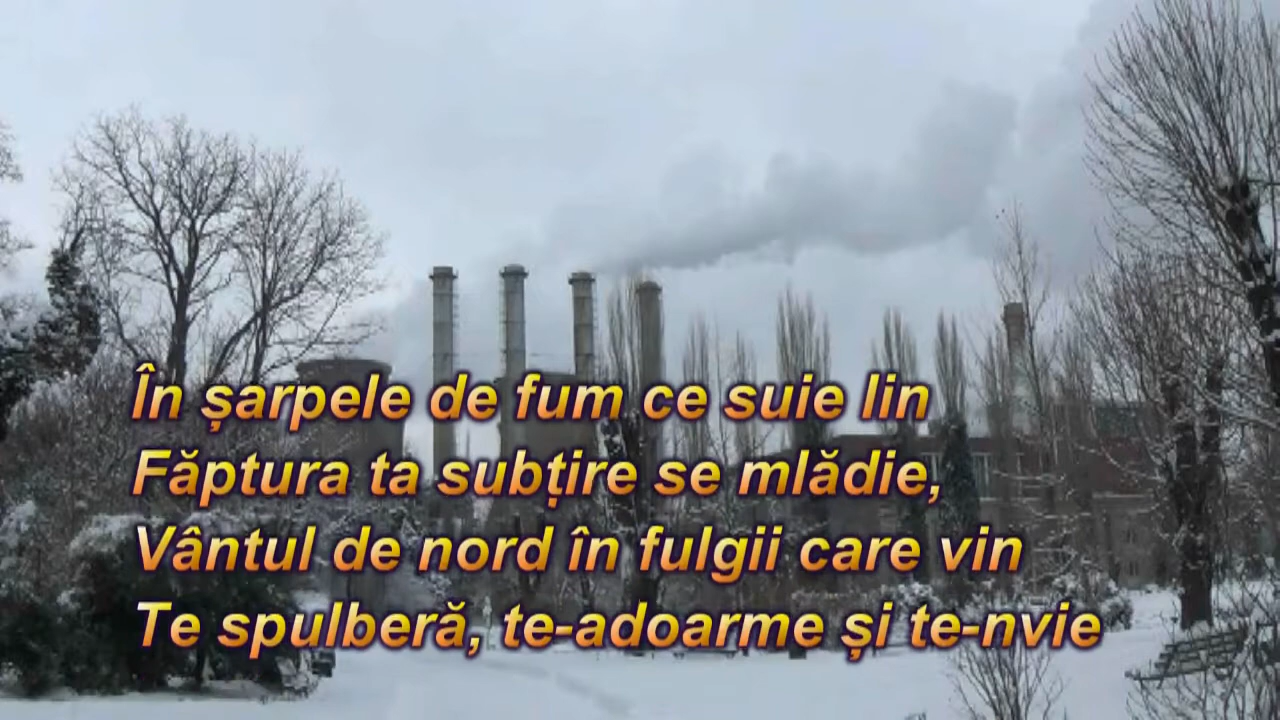 În șarpele de fum ce suie lin
Făptura ta subțire se mlădie,
Vântul de nord în fulgii care vin
Te spulberă, te-adoarme și te-nvie